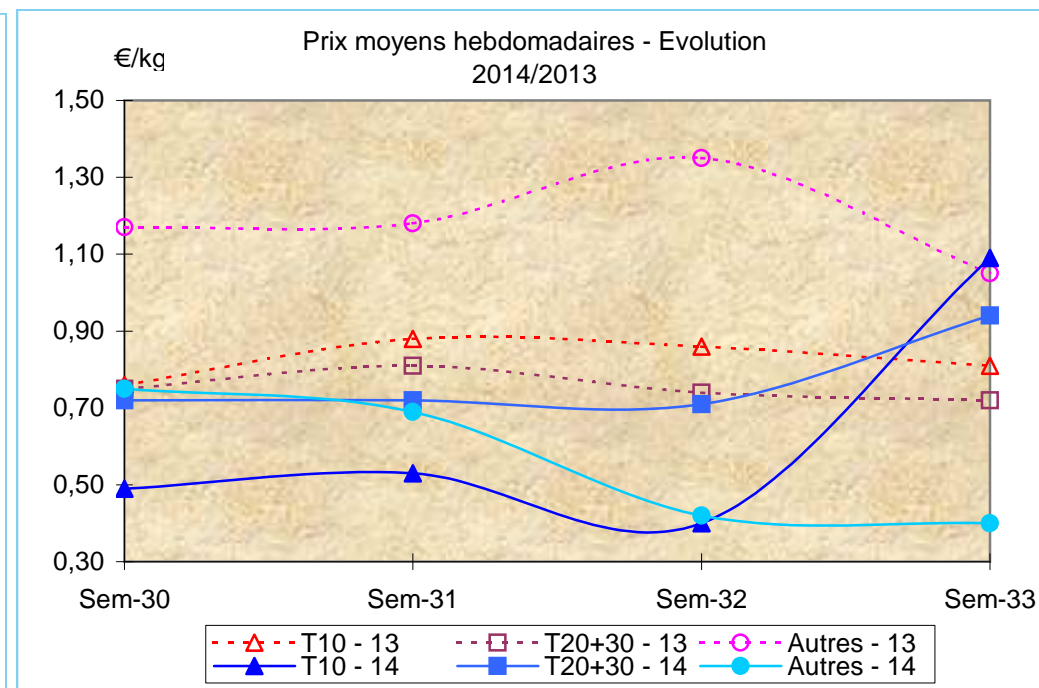 Prix moyens hebdomadaires - Evolution
2014/2013
€/kg
1,50
1,30
1,10
0,90
0,70
0,50
0,30
Sem-30 Sem-31 Sem-32 Sem-33
T10 - 13 T20+30 - 13 Autres - 13
T10 - 14 T20+30 - 14 Autres - 14